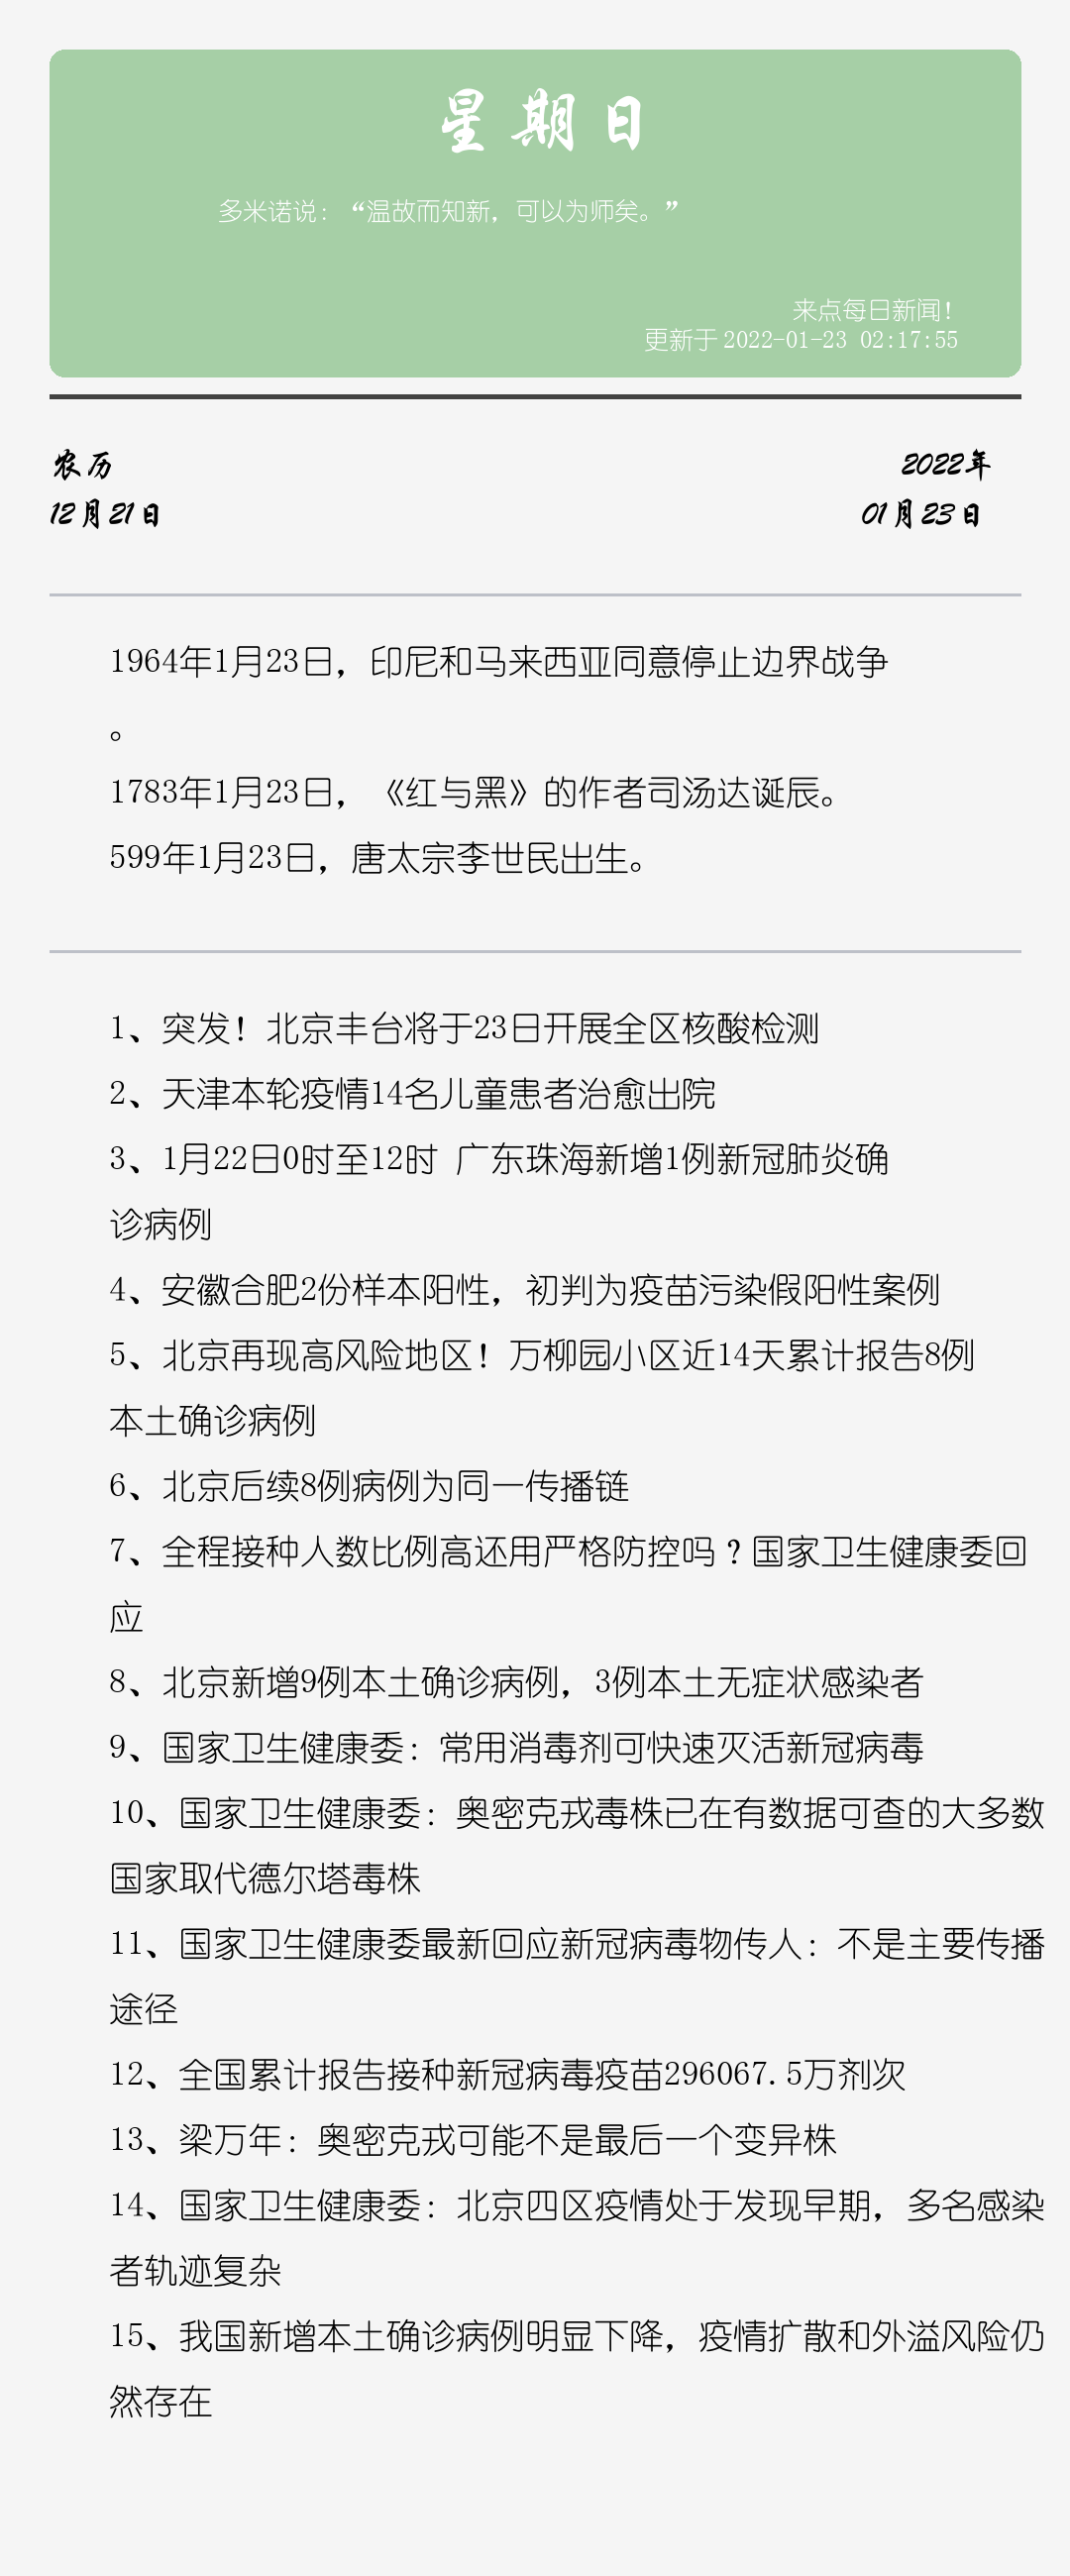 星期日
多米诺说：“温故而知新，可以为师矣。”
来点每日新闻！
更新于 2022-01-23 02:17:55
农历
2022年
12月21日
01月23日
1964年1月23日，印尼和马来西亚同意停止边界战争
。
1783年1月23日，《红与黑》的作者司汤达诞辰。
599年1月23日，唐太宗李世民出生。
1、突发！北京丰台将于23日开展全区核酸检测
2、天津本轮疫情14名儿童患者治愈出院
3、1月22日0时至12时 广东珠海新增1例新冠肺炎确
诊病例
4、安徽合肥2份样本阳性，初判为疫苗污染假阳性案例
5、北京再现高风险地区！万柳园小区近14天累计报告8例
本土确诊病例
6、北京后续8例病例为同一传播链
7、全程接种人数比例高还用严格防控吗？国家卫生健康委回
应
8、北京新增9例本土确诊病例，3例本土无症状感染者
9、国家卫生健康委：常用消毒剂可快速灭活新冠病毒
10、国家卫生健康委：奥密克戎毒株已在有数据可查的大多数
国家取代德尔塔毒株
11、国家卫生健康委最新回应新冠病毒物传人：不是主要传播
途径
12、全国累计报告接种新冠病毒疫苗296067.5万剂次
13、梁万年：奥密克戎可能不是最后一个变异株
14、国家卫生健康委：北京四区疫情处于发现早期，多名感染
者轨迹复杂
15、我国新增本土确诊病例明显下降，疫情扩散和外溢风险仍
然存在